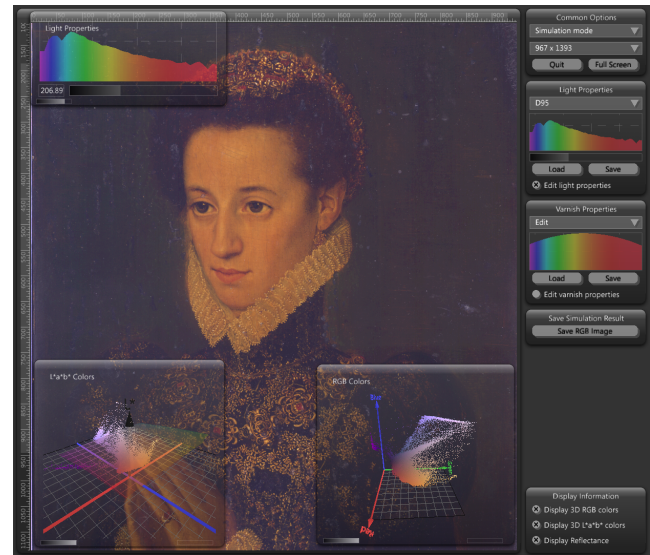 Light Properties
206.89
L*a*b* Colors
RGB Colors
Blue
Red
Common Options
Simulation mode
967 x 1393
Quit
Full Screen
Light Properties
D95
Load
Save
Edit light properties
Varnish Properties
Edit
Load
Save
Edit varnish properties
Save Simulation Result
Save RGB Image
Display Information
Display 3D RGB colors
Display 3D L*a*b* colors
Display Reflectance